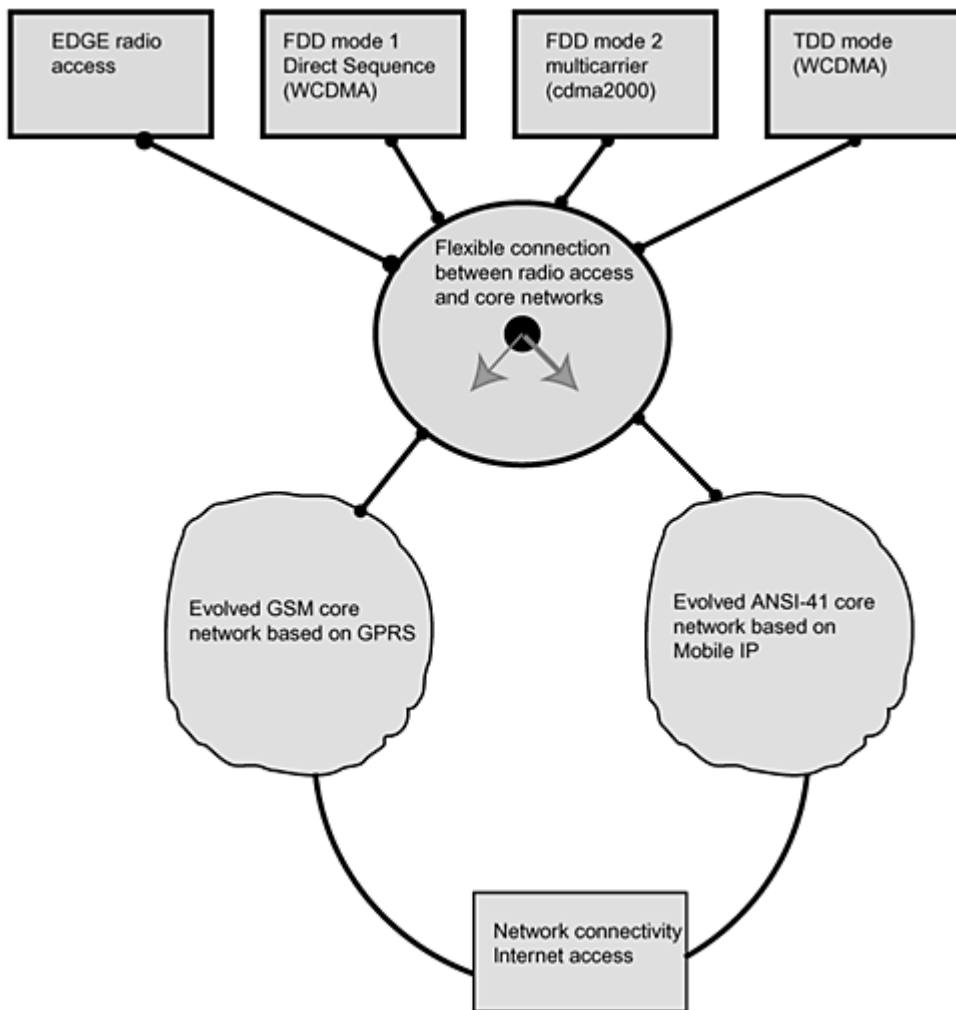 EDGE radio
access
FDD mode 1
Direct Sequence
(WCDMA)
FDD mode 2
multicarrier
(cdma2000)
TDD mode
(WCDMA)
Flexible connection
between radio access
and core networks
Evolved GSM core
network based on GPRS
Evolved ANSI-41 core
network based on
Mobile IP
Network connectivity
Internet access